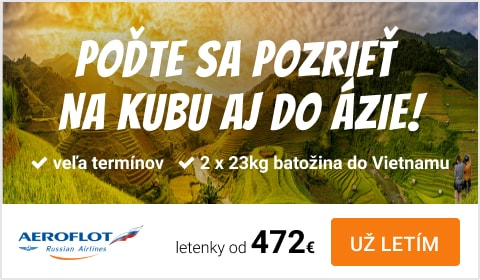 POĎTE SA POZRIEŤ
NA KUBU AJ DO ÁZIE!
✓ veľa termínov ✓ 2 x 23kg batožina do Vietnamu
AEROFLOT
Russian Airlines
letenky od 472€
UŽ LETÍM